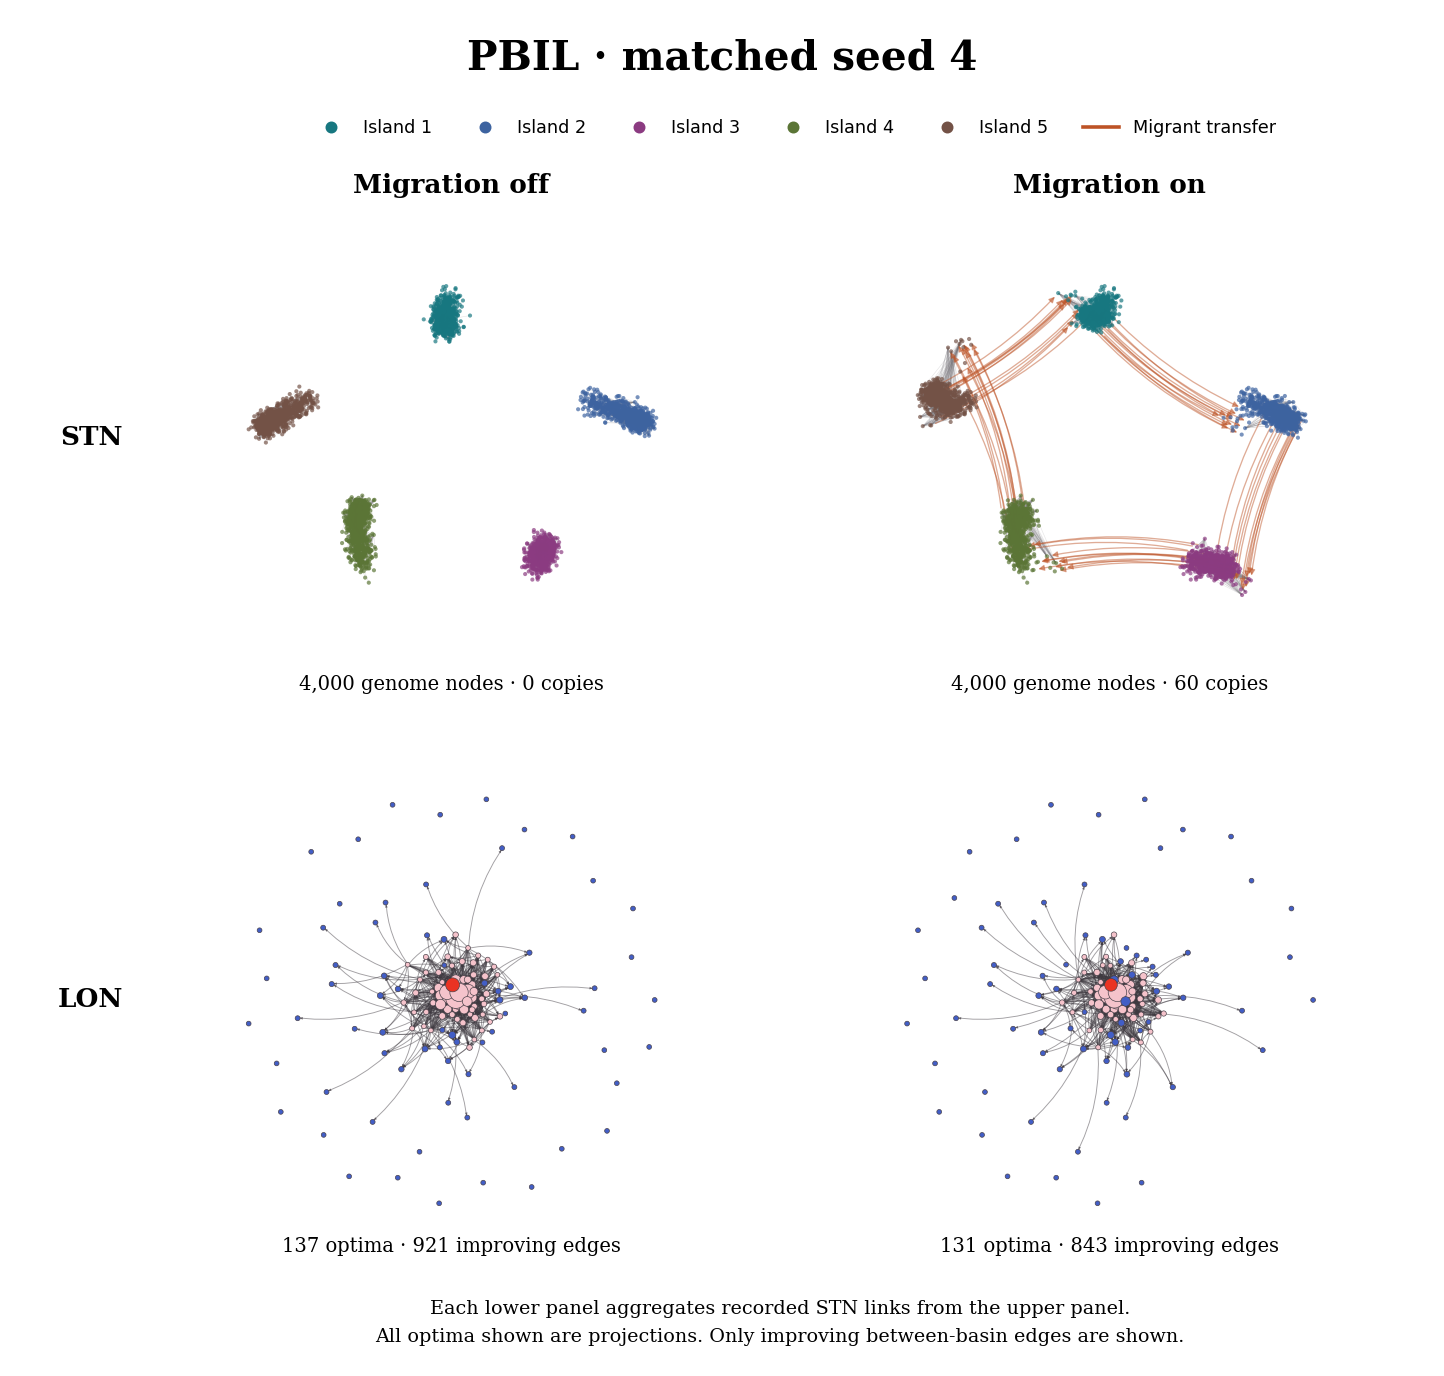 PBIL · matched seed 4
Island 1 Island 2 Island 3 Island 4 Island 5 Migrant transfer
Migration off Migration on
STN
4,000 genome nodes · 0 copies 4,000 genome nodes · 60 copies
LON
137 optima · 921 improving edges 131 optima · 843 improving edges
Each lower panel aggregates recorded STN links from the upper panel.
All optima shown are projections. Only improving between-basin edges are shown.